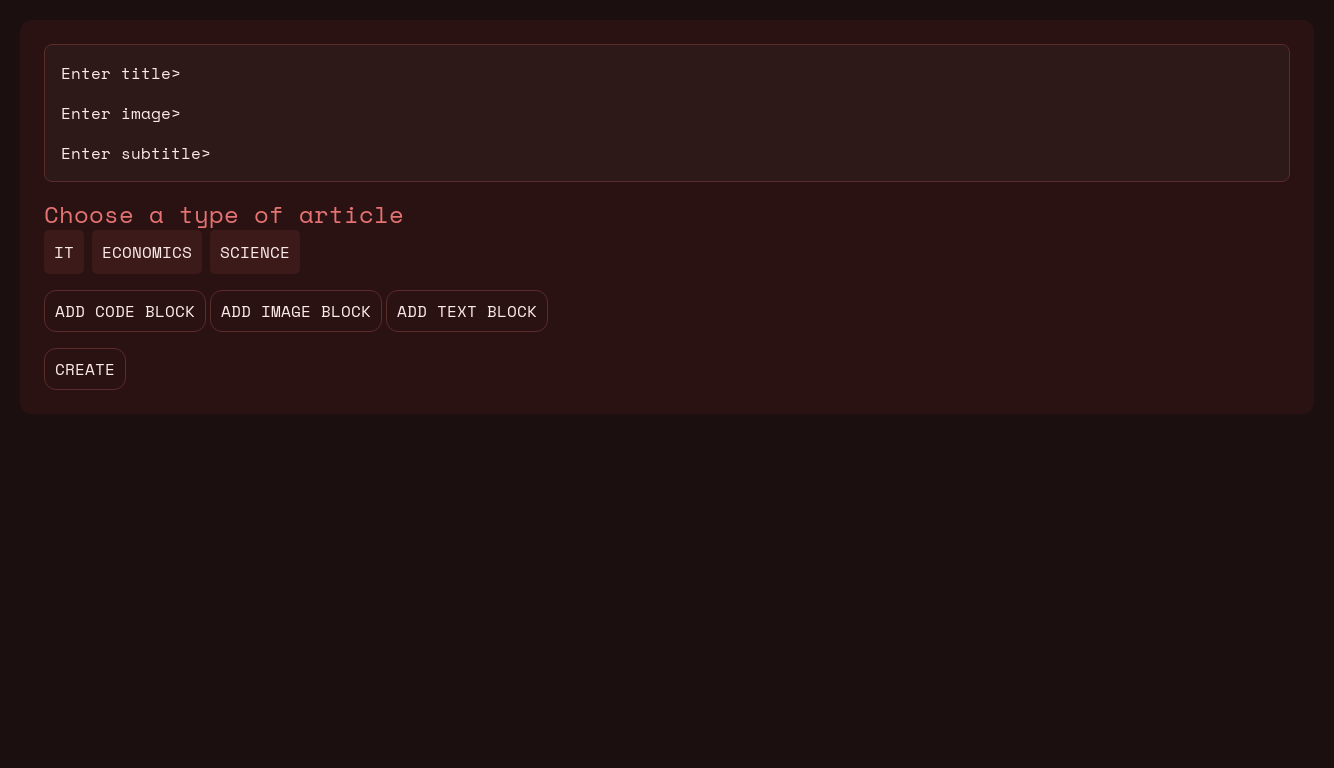 Enter title>
Enter image>
Enter subtitle>
Choose a type of article
IT ECONOMICS SCIENCE
ADD CODE BLOCK ADD IMAGE BLOCK ADD TEXT BLOCK
CREATE